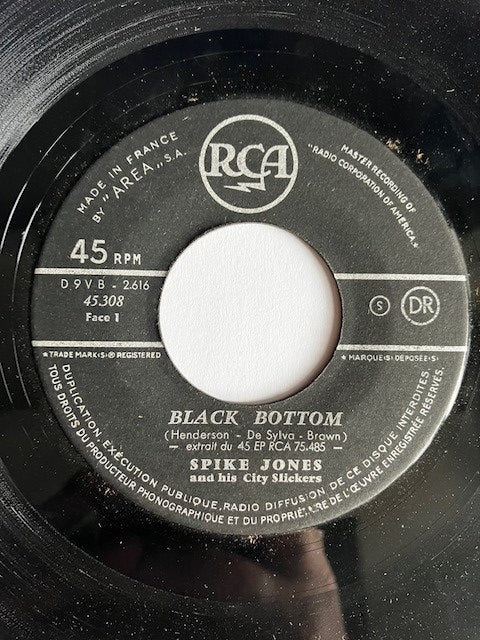 RCA
MADE IN FRANCE
BY "AREA" S.A.
MASTER RECORDING OF
"RADIO CORPORATION OF AMERICA"
45 RPM
D 9 V B - 2.616
45.308
Face 1
S DR
★ TRADE MARK(S) ® REGISTERED
★ MARQUE(S) DÉPOSÉE(S)
BLACK BOTTOM
(Henderson - De Sylva - Brown)
— extrait du 45 EP RCA 75.485 —
SPIKE JONES
and his City Slickers
DUPLICATION, EXÉCUTION PUBLIQUE, RADIO DIFFUSION DE CE DISQUE INTERDITES.
TOUS DROITS DU PRODUCTEUR PHONOGRAPHIQUE ET DU PROPRIÉTAIRE DE L'ŒUVRE ENREGISTRÉE RÉSERVÉS.